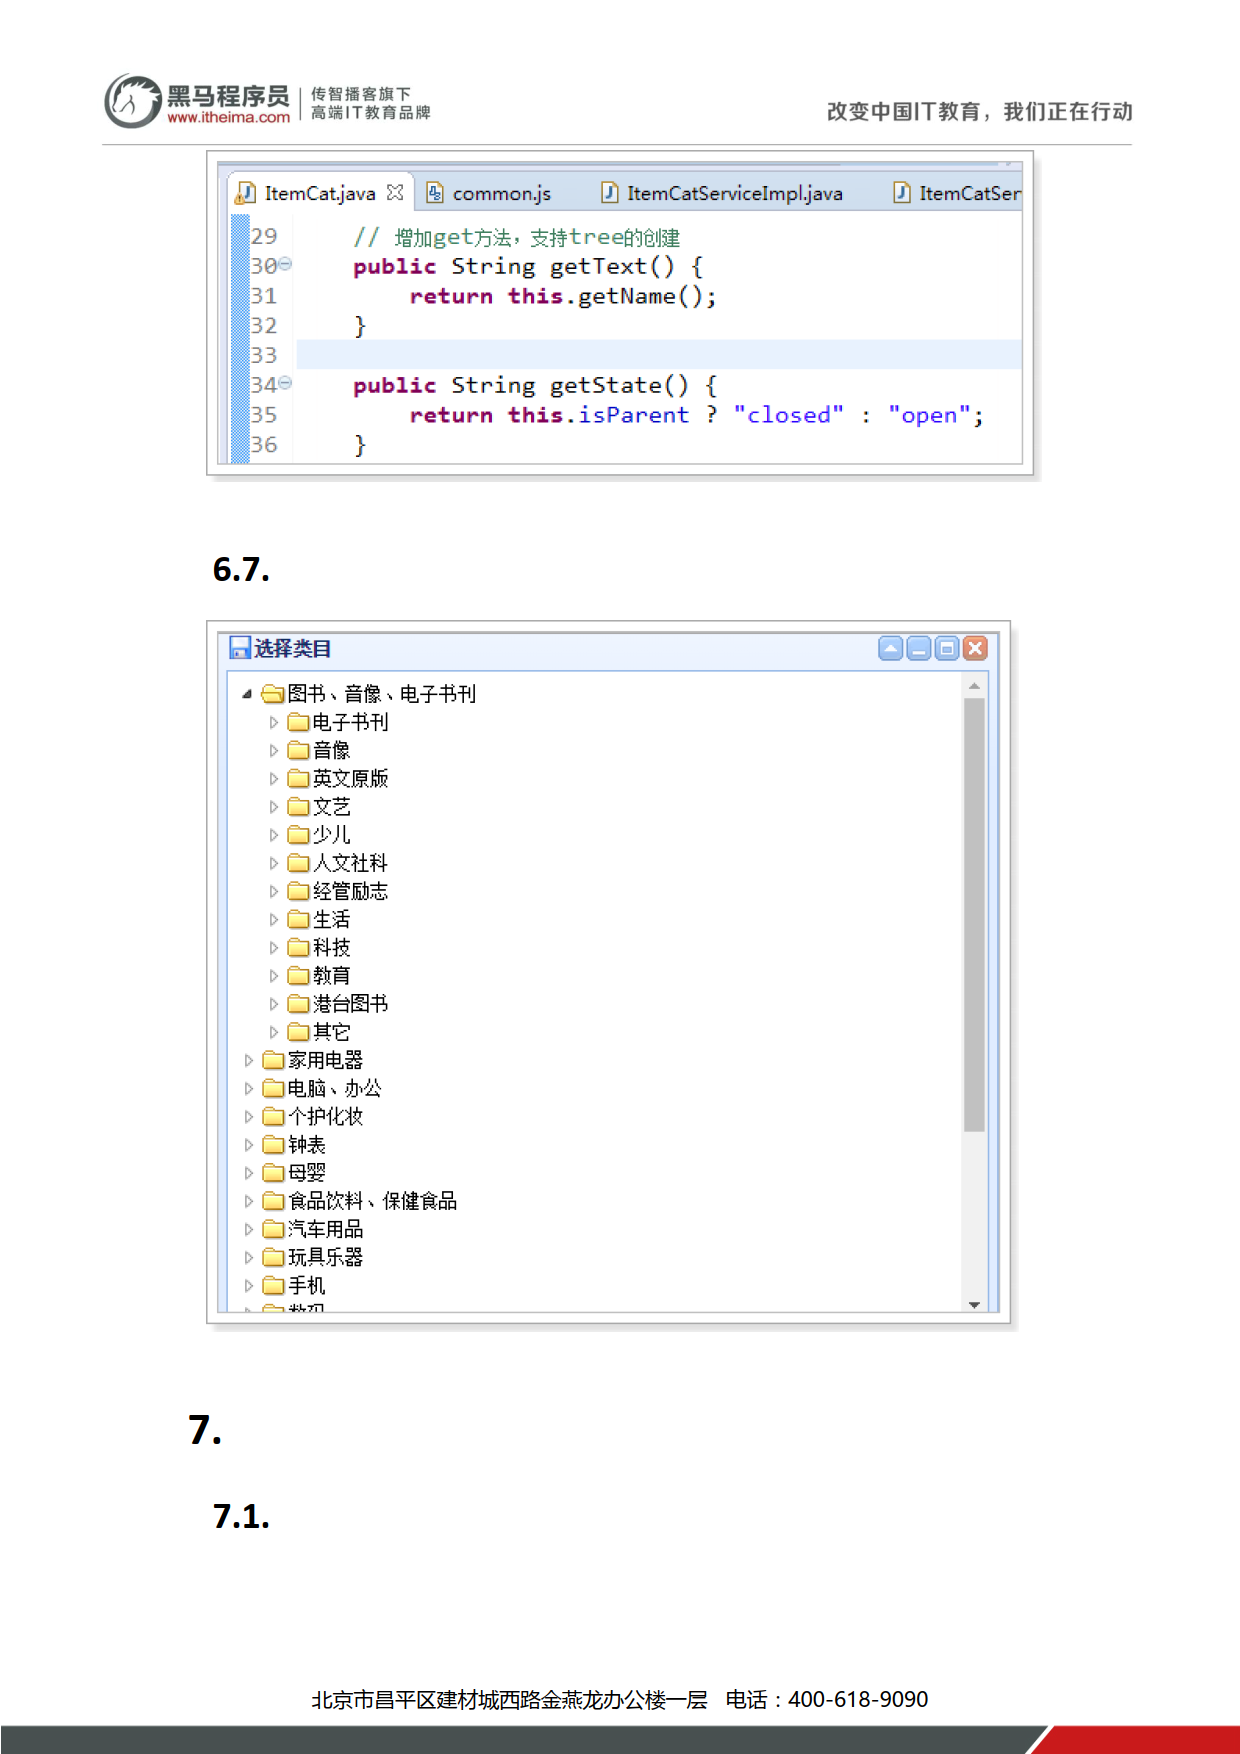 黑马程序员
www.itheima.com
传智播客旗下
高端IT教育品牌
改变中国IT教育，我们正在行动
ItemCat.java
common.js
ItemCatServiceImpl.java
ItemCatSer
29 // 增加get方法，支持tree的创建
30 public String getText() {
31 return this.getName();
32 }
33
34 public String getState() {
35 return this.isParent ? "closed" : "open";
36 }
6.7.
选择类目
图书、音像、电子书刊
电子书刊
音像
英文原版
文艺
少儿
人文社科
经管励志
生活
科技
教育
港台图书
其它
家用电器
电脑、办公
个护化妆
钟表
母婴
食品饮料、保健食品
汽车用品
玩具乐器
手机
数码
7.
7.1.
北京市昌平区建材城西路金燕龙办公楼一层 电话：400-618-9090